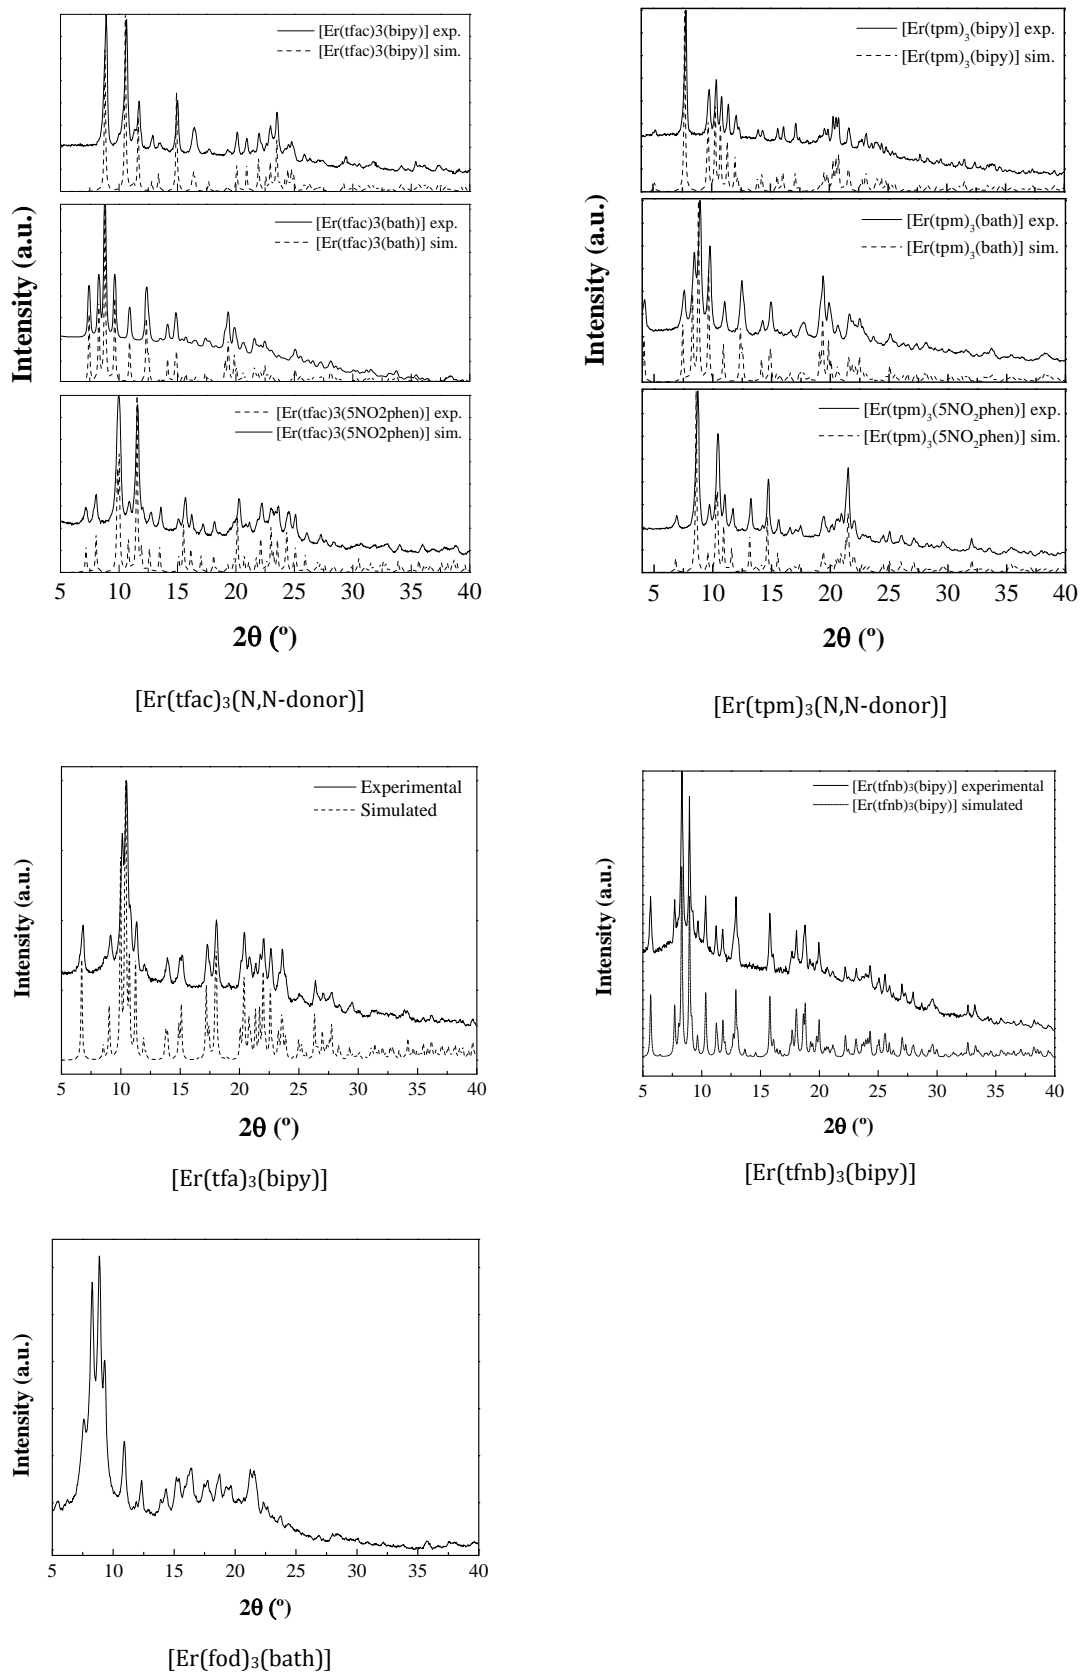 [Er(tfac)3(bipy)] exp.
[Er(tfac)3(bipy)] sim.
[Er(tfac)3(bath)] exp.
[Er(tfac)3(bath)] sim.
[Er(tfac)3(5NO2phen)] exp.
[Er(tfac)3(5NO2phen)] sim.
Intensity (a.u.)
5 10 15 20 25 30 35 40
2θ (º)
[Er(tfac)₃(N,N-donor)]
[Er(tpm)₃(bipy)] exp.
[Er(tpm)₃(bipy)] sim.
[Er(tpm)₃(bath)] exp.
[Er(tpm)₃(bath)] sim.
[Er(tpm)₃(5NO₂phen)] exp.
[Er(tpm)₃(5NO₂phen)] sim.
Intensity (a.u.)
5 10 15 20 25 30 35 40
2θ (º)
[Er(tpm)₃(N,N-donor)]
Experimental
Simulated
Intensity (a.u.)
5 10 15 20 25 30 35 40
2θ (º)
[Er(tfa)₃(bipy)]
[Er(tfnb)₃(bipy)] experimental
[Er(tfnb)₃(bipy)] simulated
Intensity (a.u.)
5 10 15 20 25 30 35 40
2θ (º)
[Er(tfnb)₃(bipy)]
Intensity (a.u.)
5 10 15 20 25 30 35 40
2θ (º)
[Er(fod)₃(bath)]